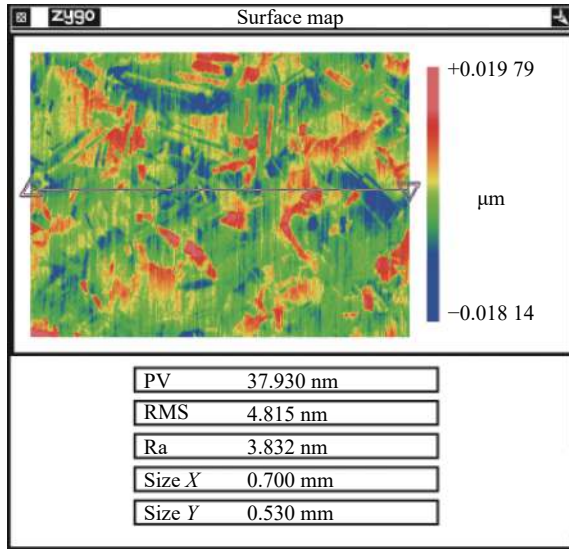 zygo Surface map
+0.019 79
μm
−0.018 14
PV 37.930 nm
RMS 4.815 nm
Ra 3.832 nm
Size X 0.700 mm
Size Y 0.530 mm